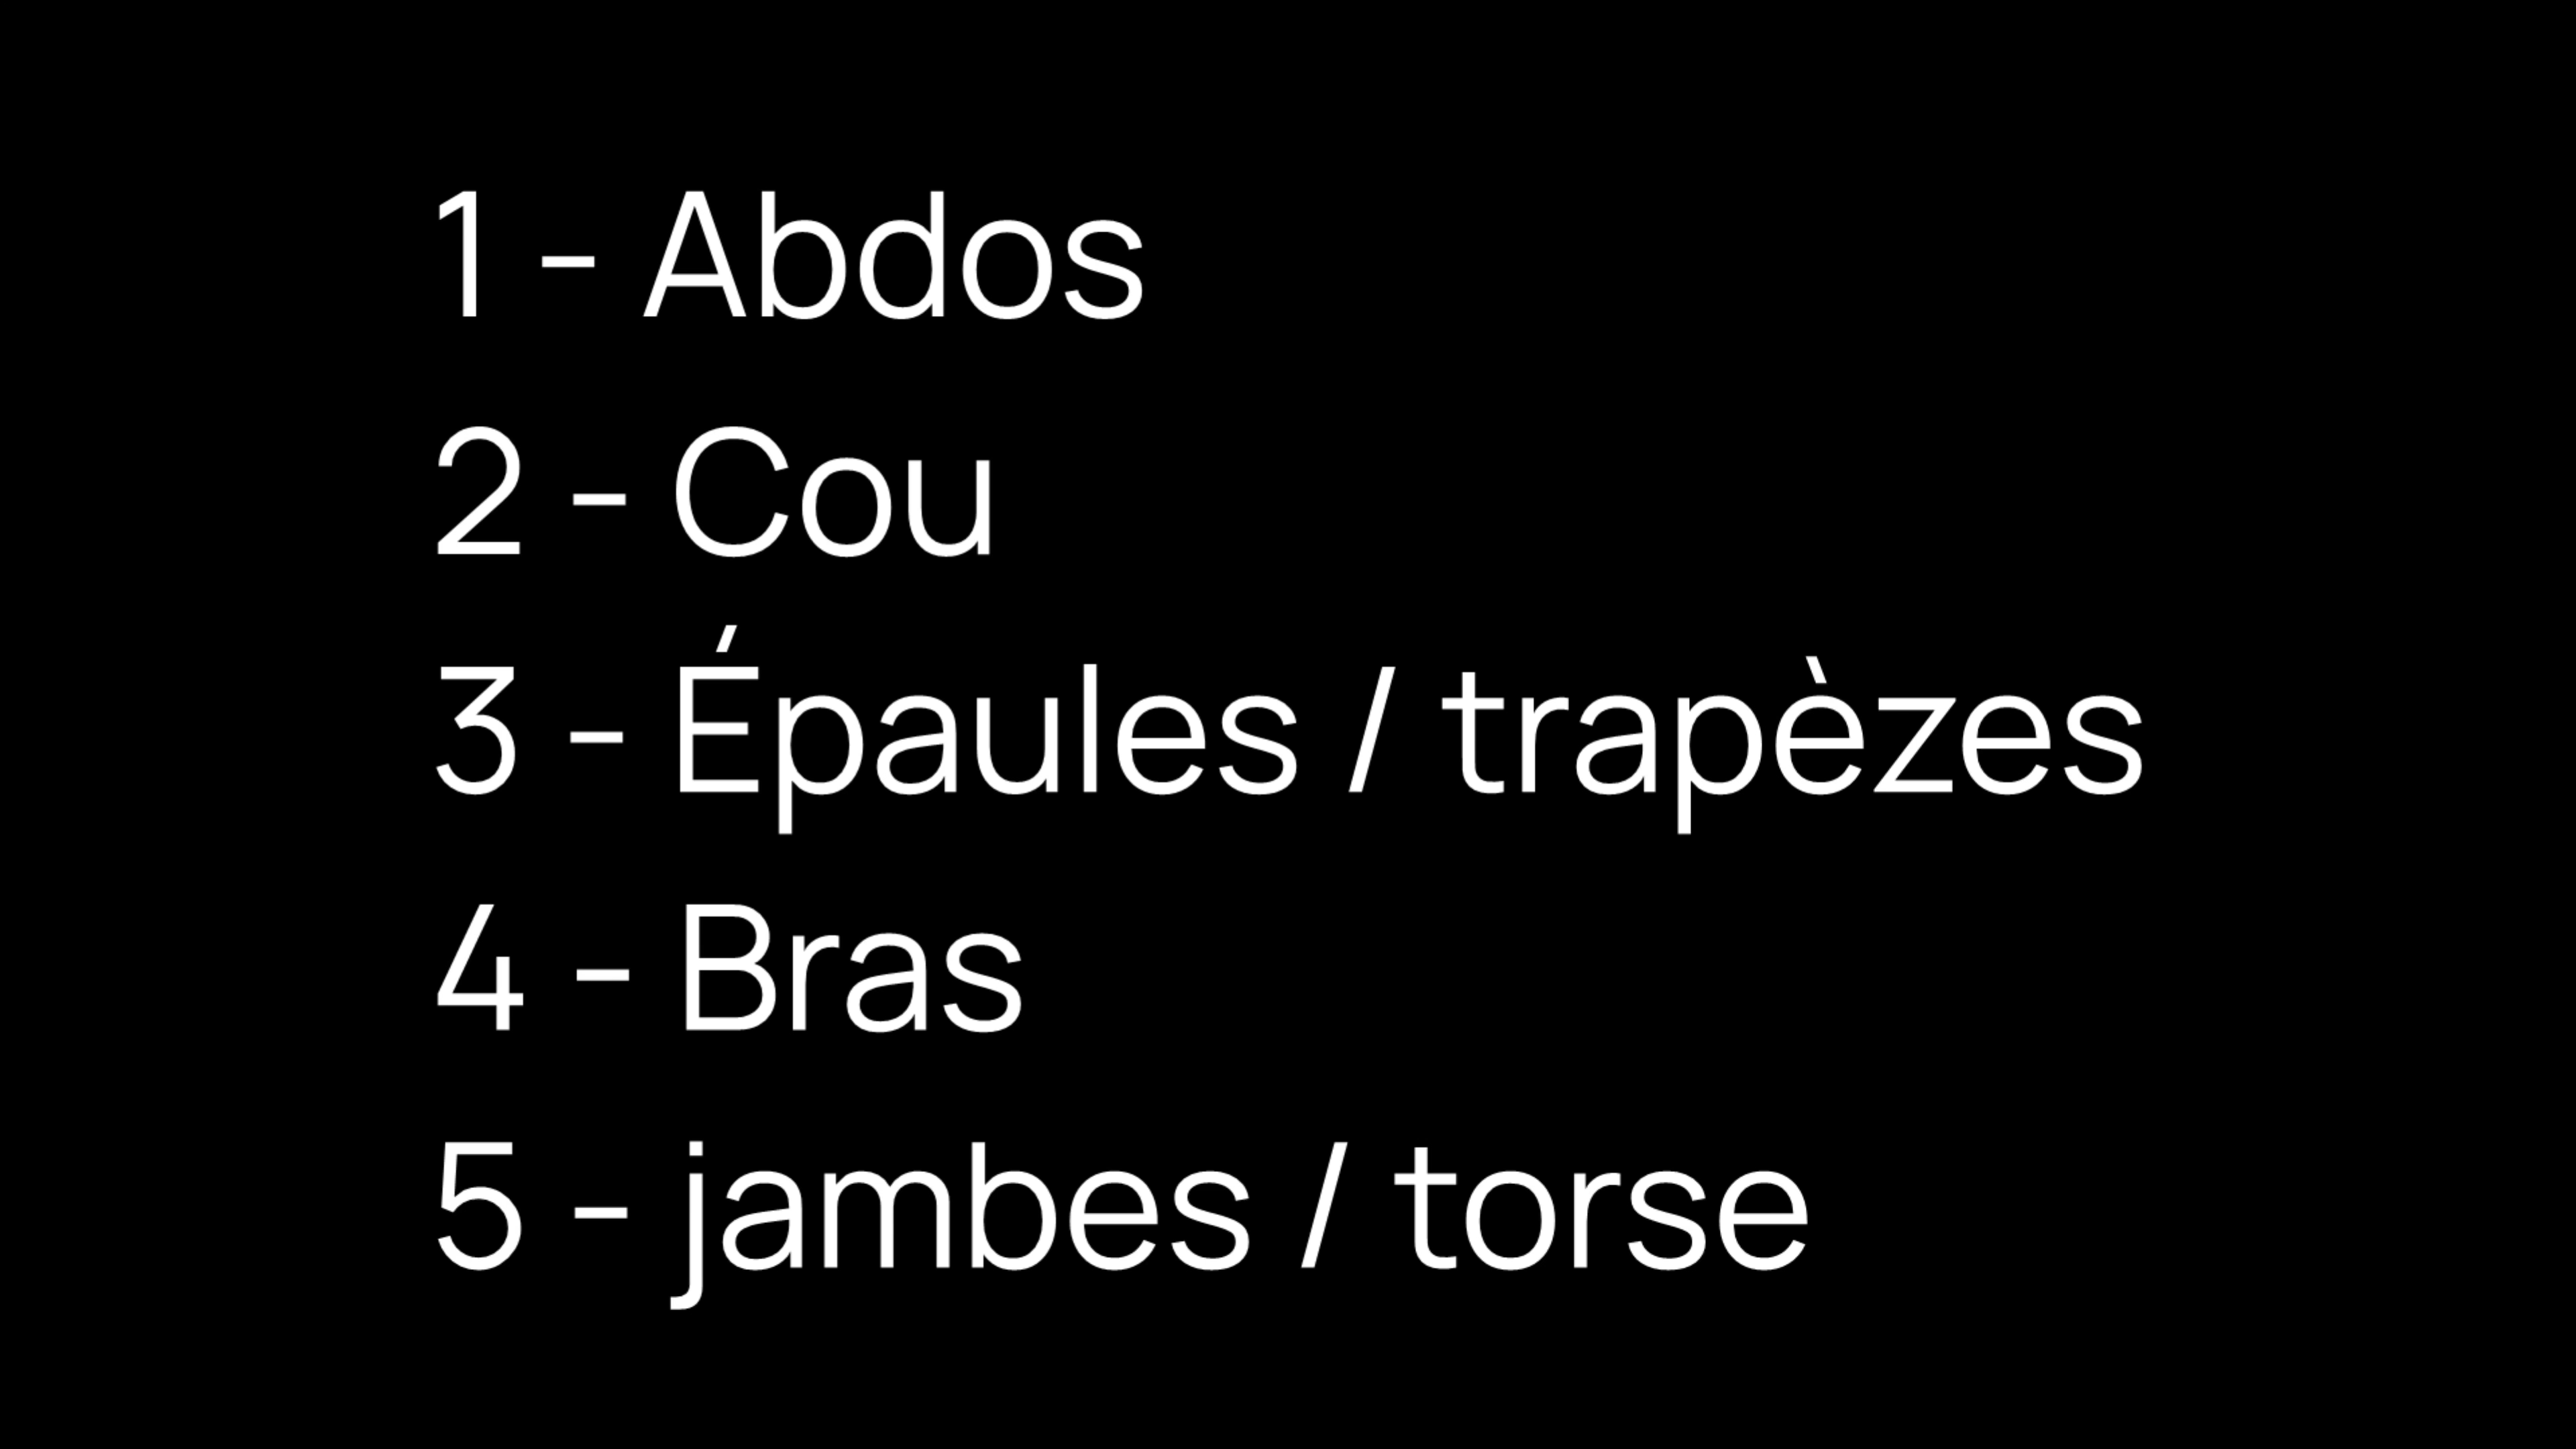 1 - Abdos
2 - Cou
3 - Épaules / trapèzes
4 - Bras
5 - jambes / torse